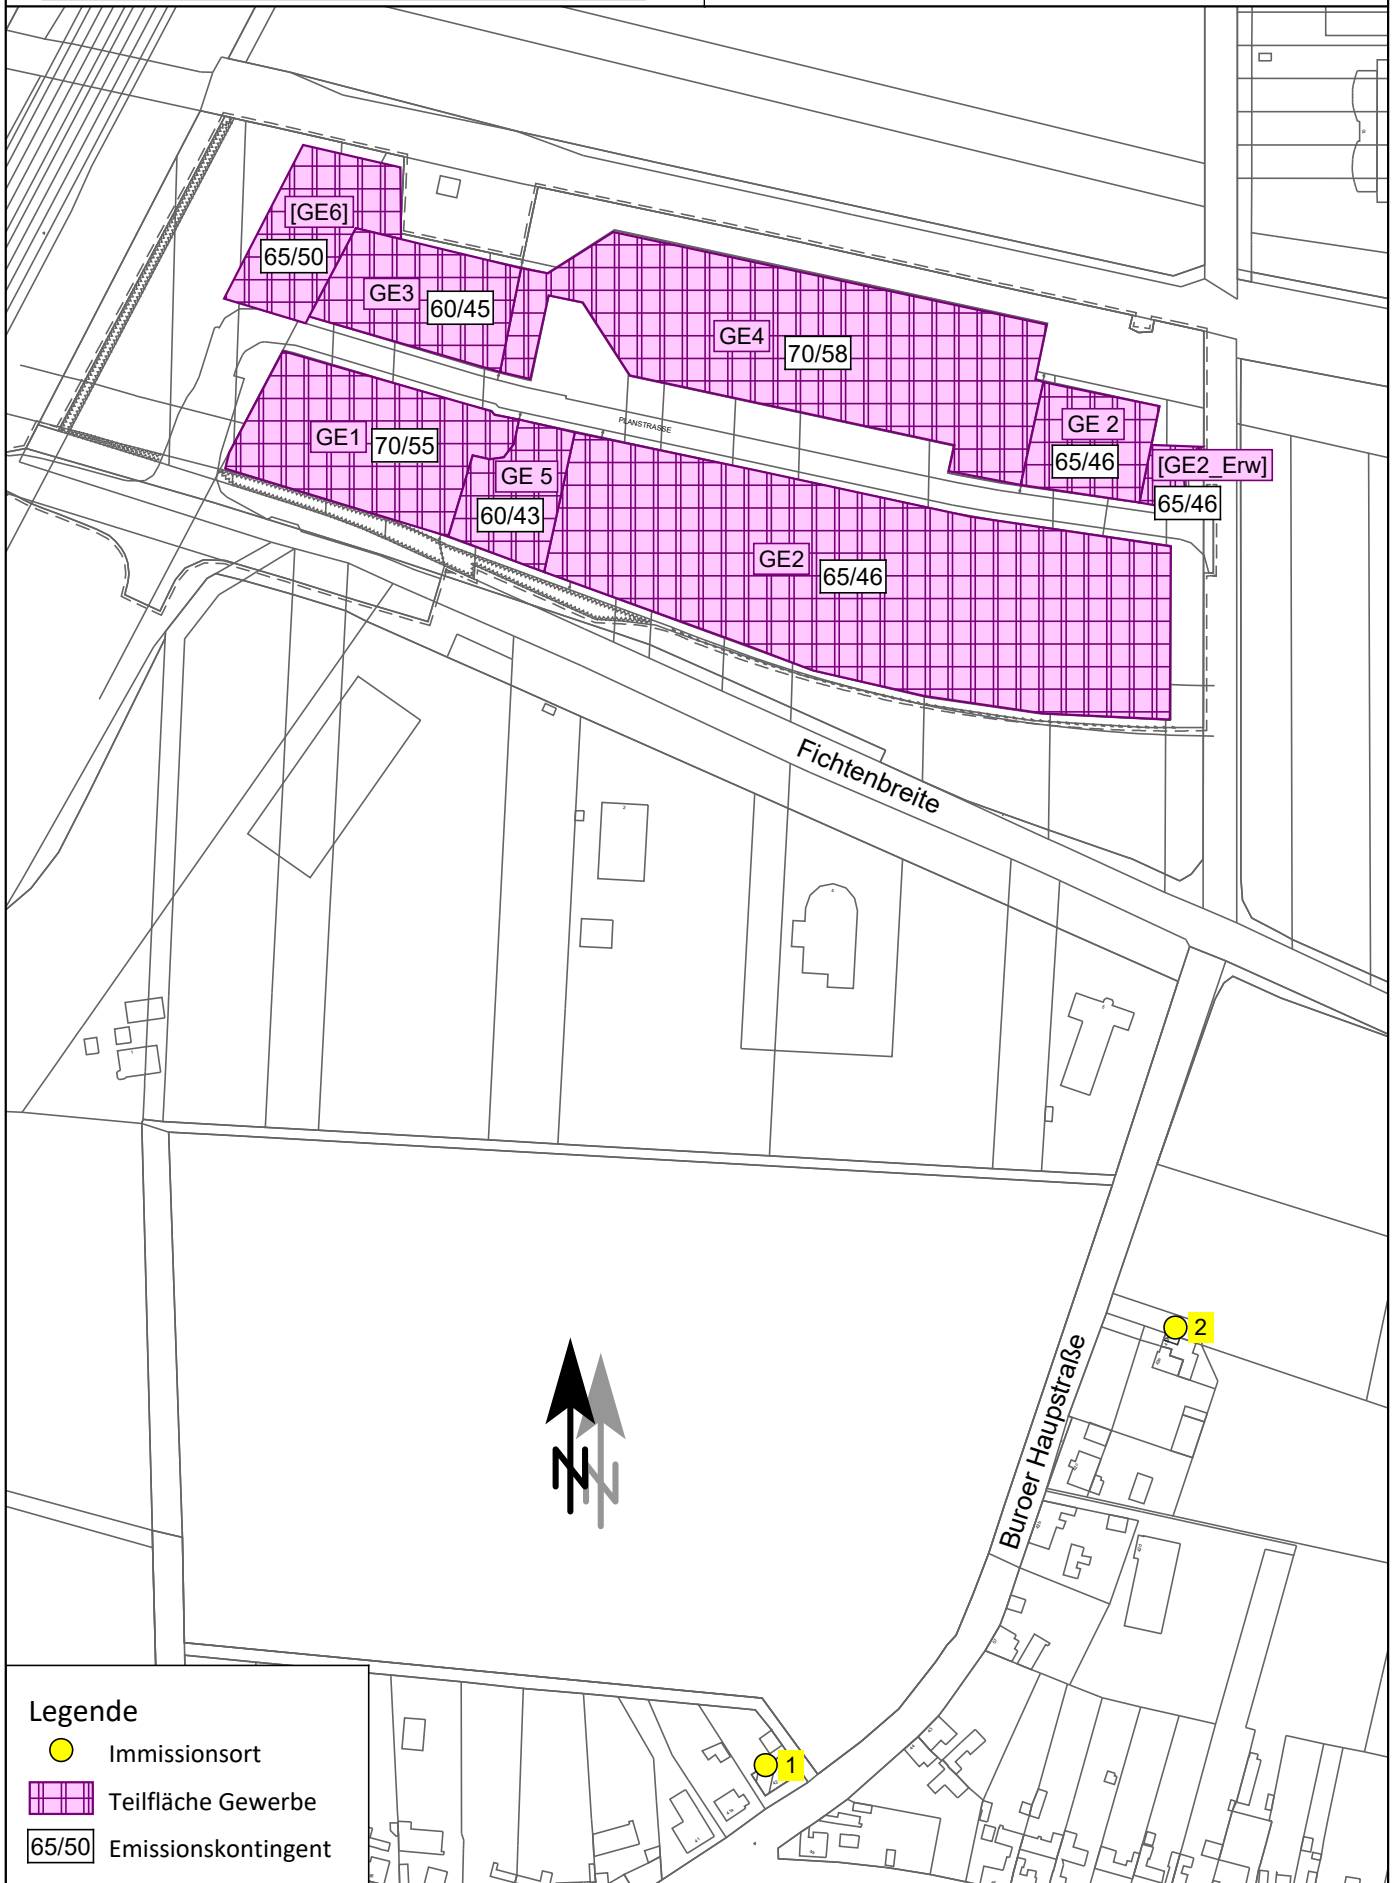 [GE6]
65/50
GE3
60/45
GE4
70/58
PLANSTRASSE
GE 2
65/46
[GE2_Erw]
65/46
GE1
70/55
GE 5
60/43
GE2
65/46
Fichtenbreite
Buroer Haupstraße
2
N
N
1
Legende
Immissionsort
Teilfläche Gewerbe
65/50 Emissionskontingent